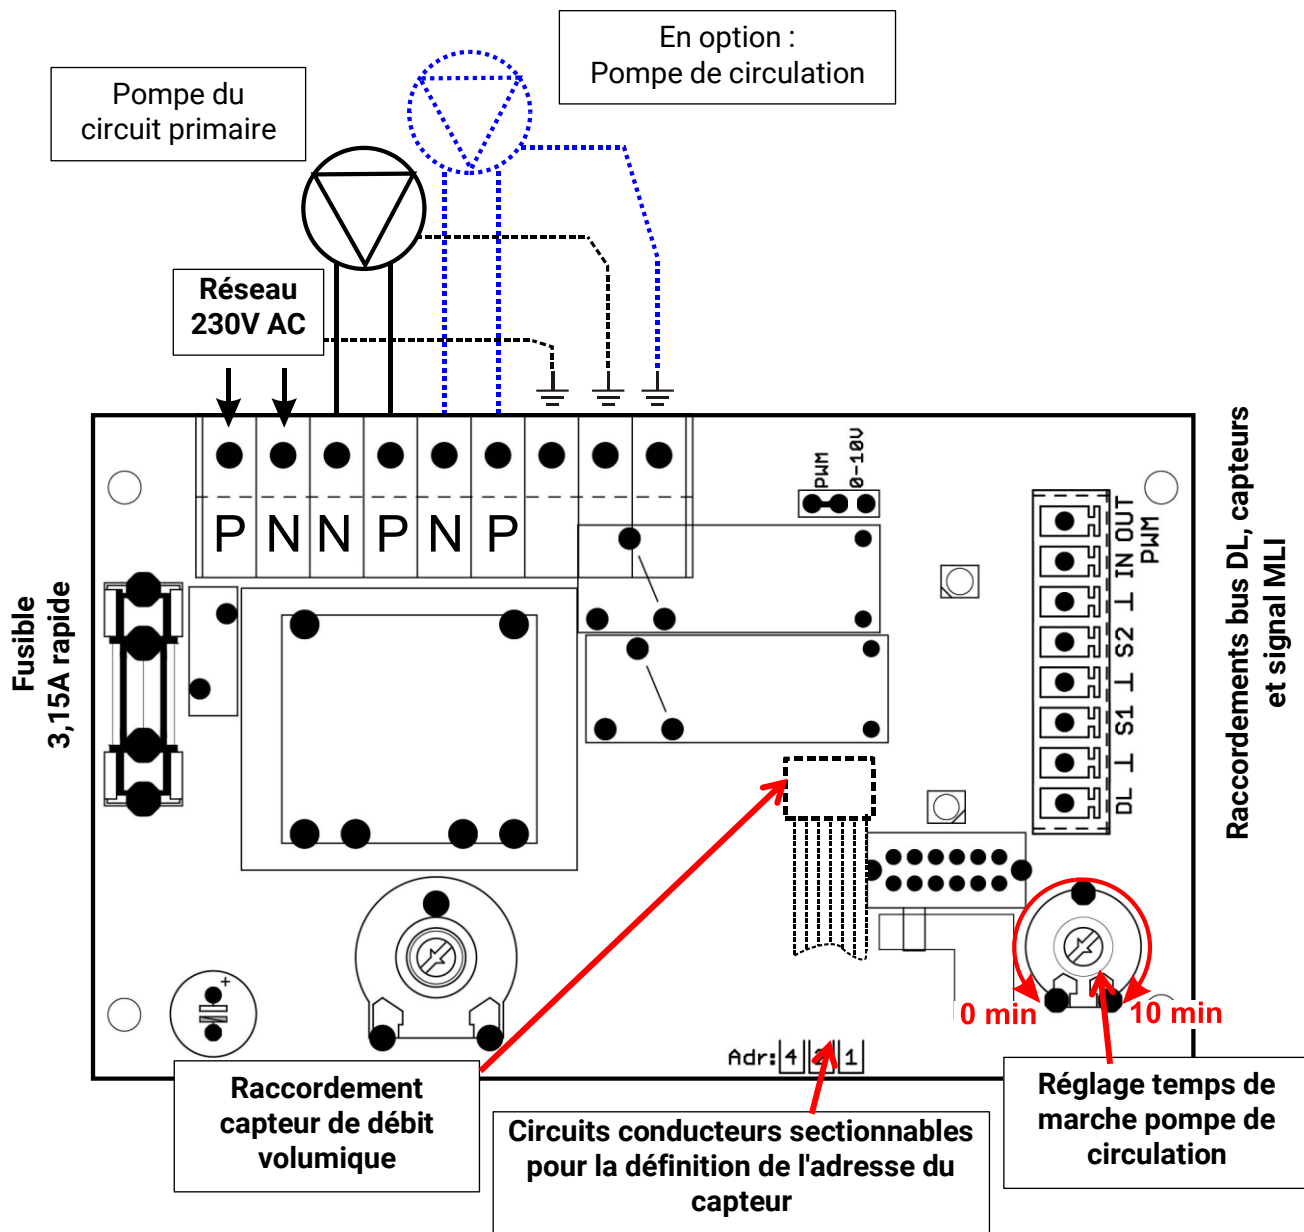 En option :
Pompe de circulation
Pompe du
circuit primaire
Réseau
230V AC
P N N P N P
PWM
0-10V
Fusible
3,15A rapide
IN OUT
PWM
⊥
S2
⊥
S1
⊥
DL
Raccordements bus DL, capteurs
et signal MLI
+
0 min
10 min
Adr: 4 2 1
Raccordement
capteur de débit
volumique
Circuits conducteurs sectionnables
pour la définition de l'adresse du
capteur
Réglage temps de
marche pompe de
circulation